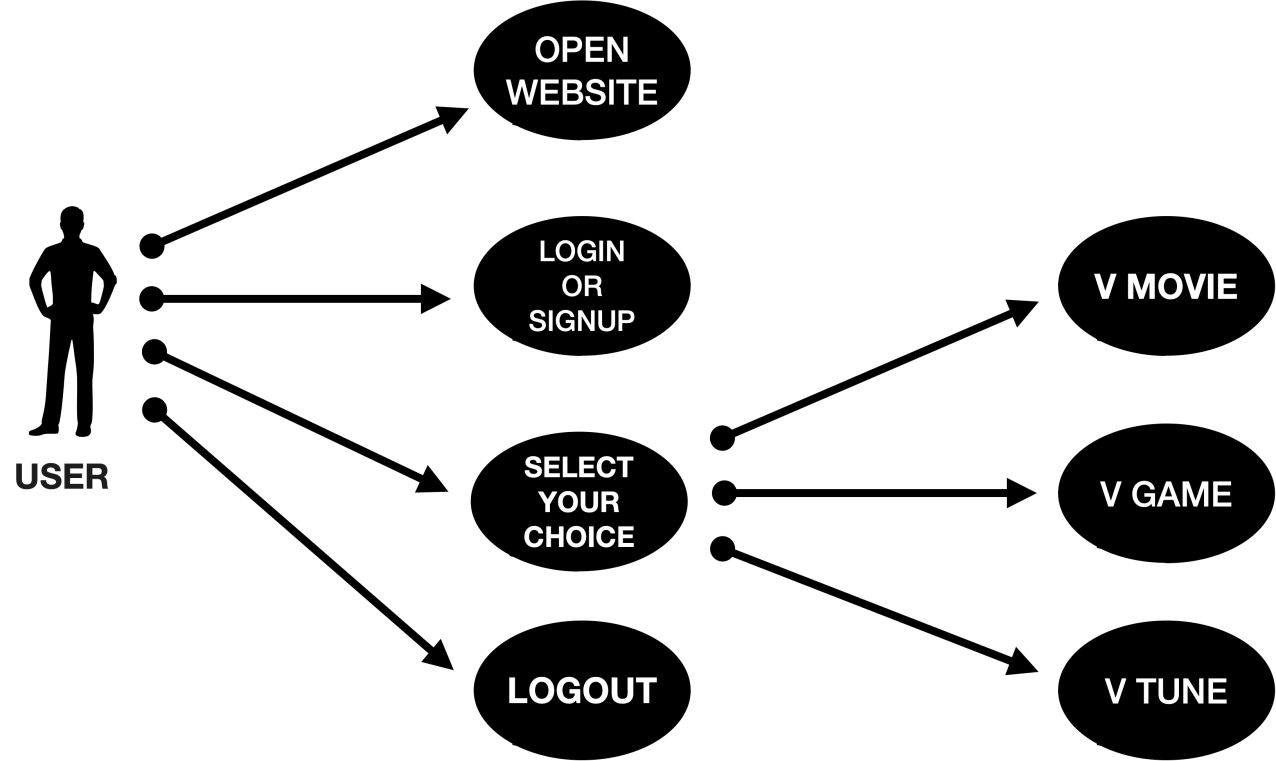 OPEN
WEBSITE
LOGIN
OR
SIGNUP
V MOVIE
USER
SELECT
YOUR
CHOICE
V GAME
LOGOUT
V TUNE